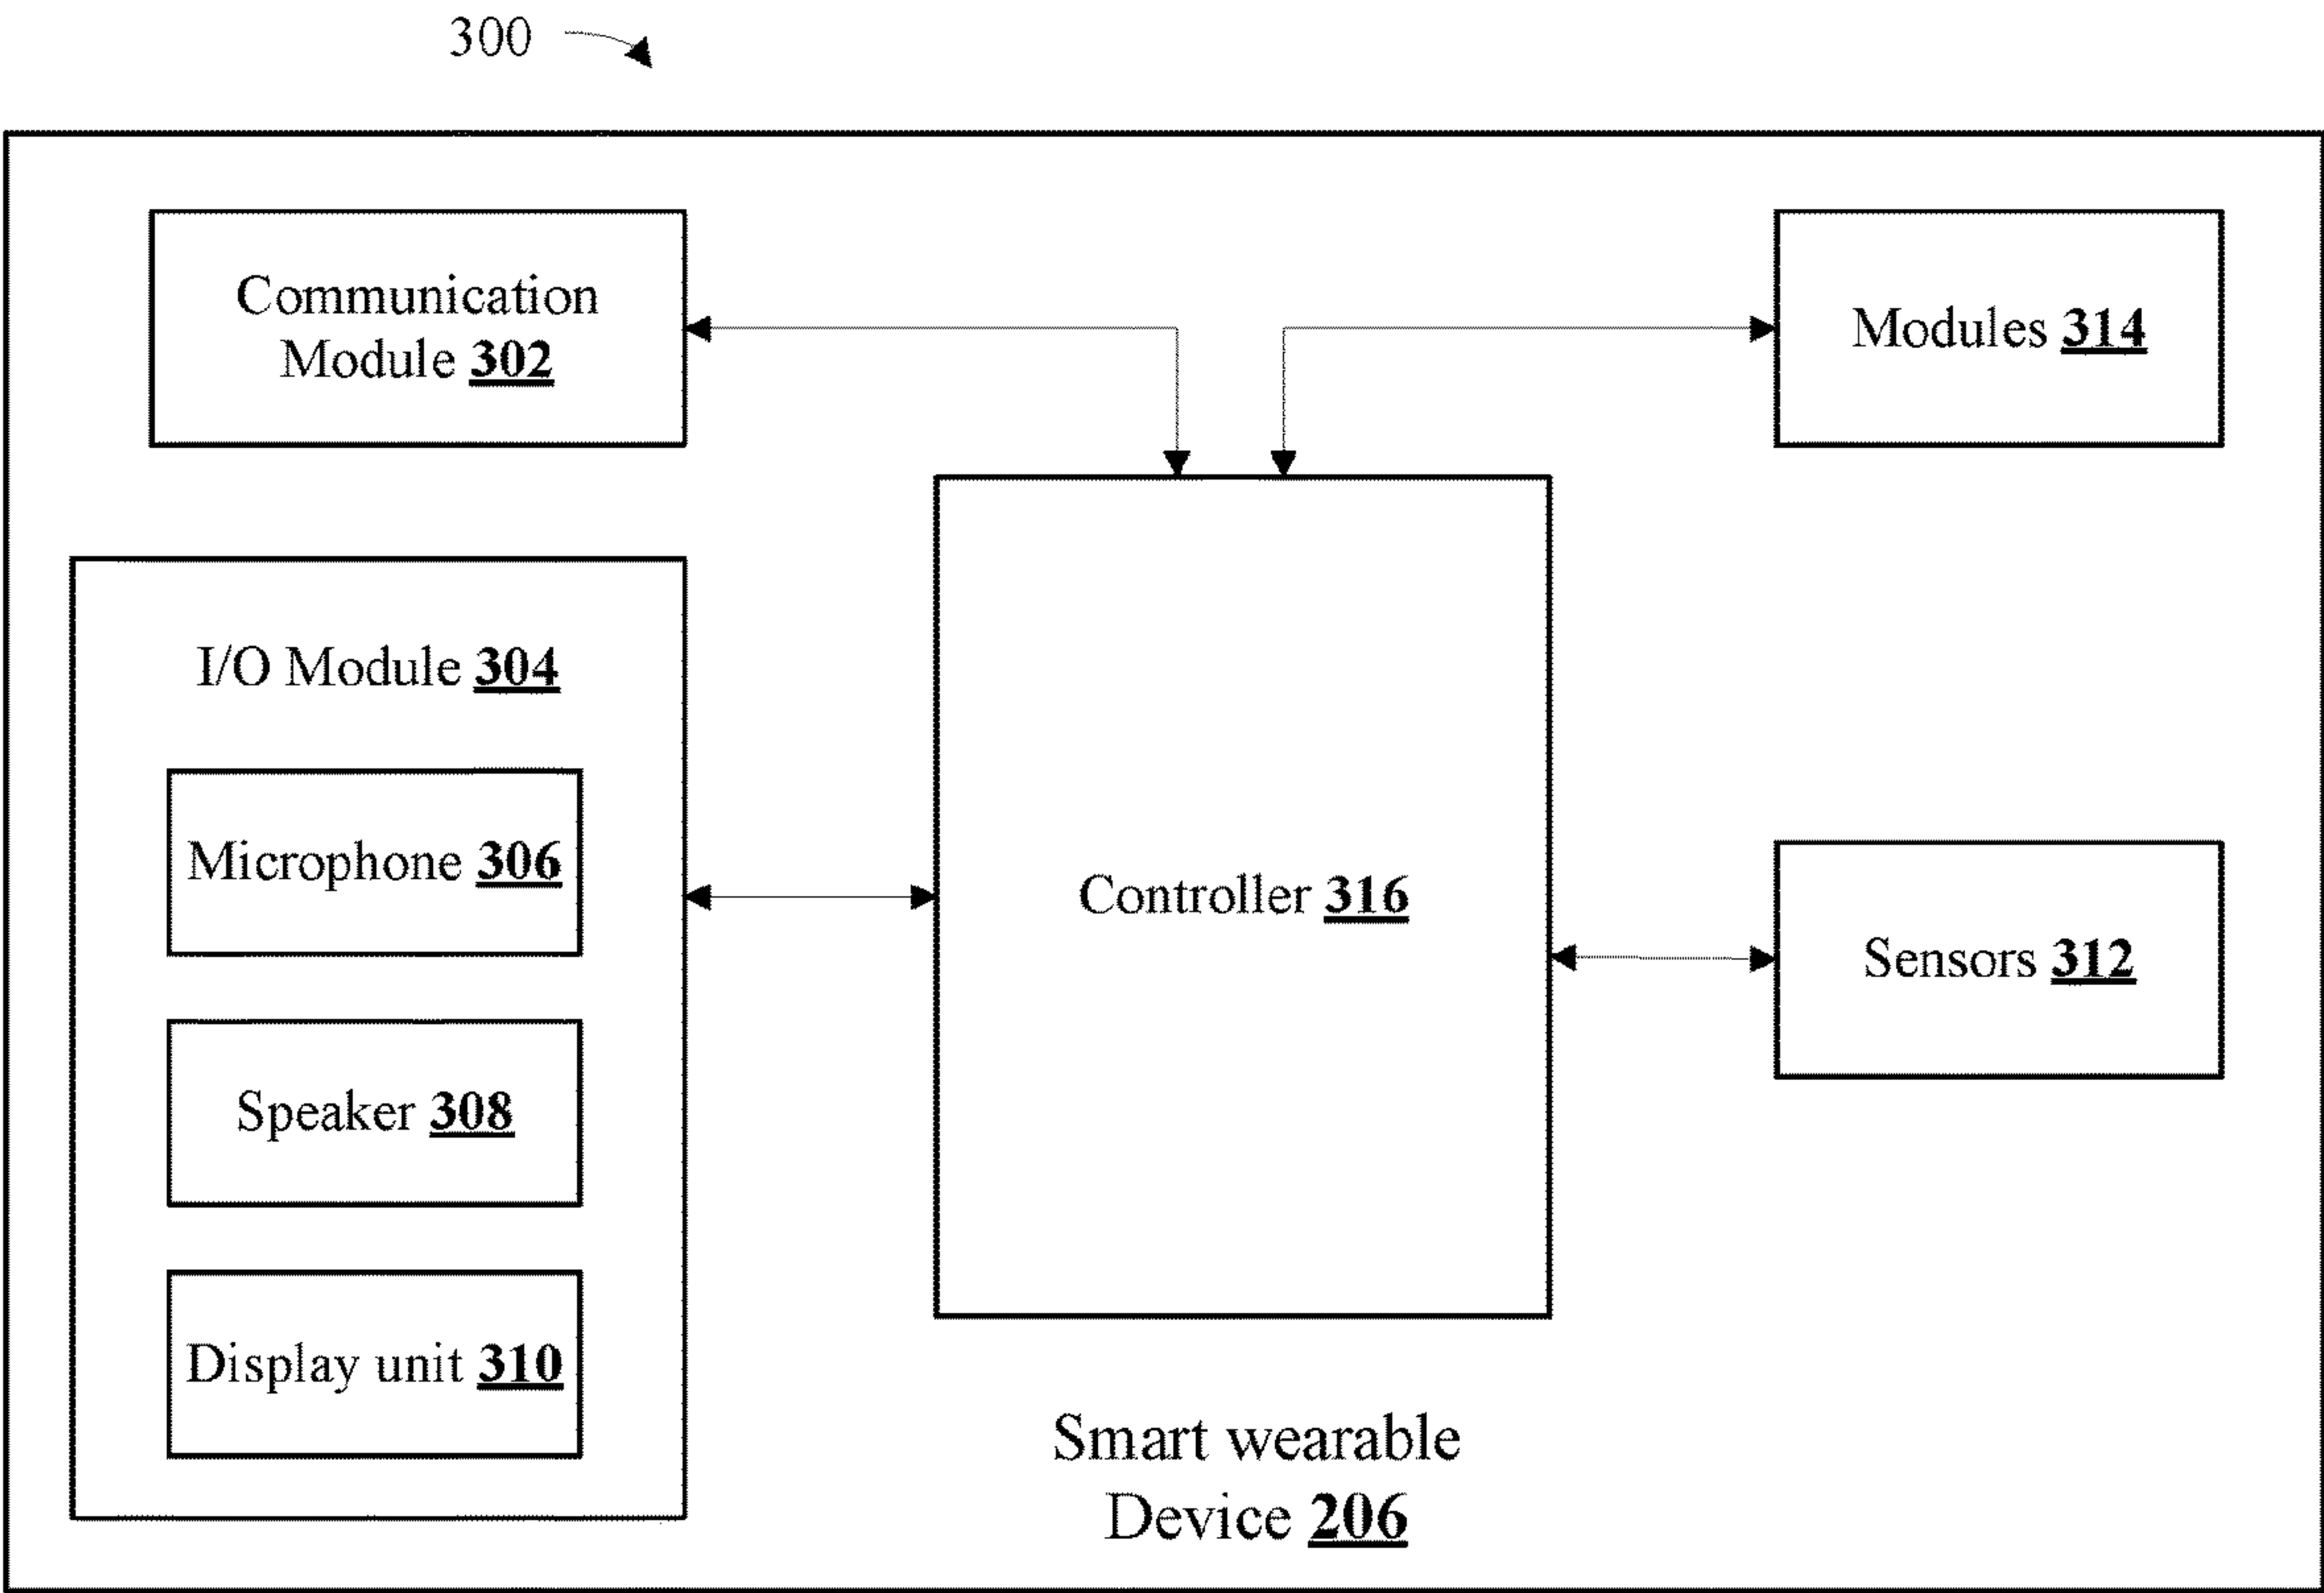 300
Communication
Module 302
Modules 314
I/O Module 304
Microphone 306
Speaker 308
Display unit 310
Controller 316
Sensors 312
Smart wearable
Device 206